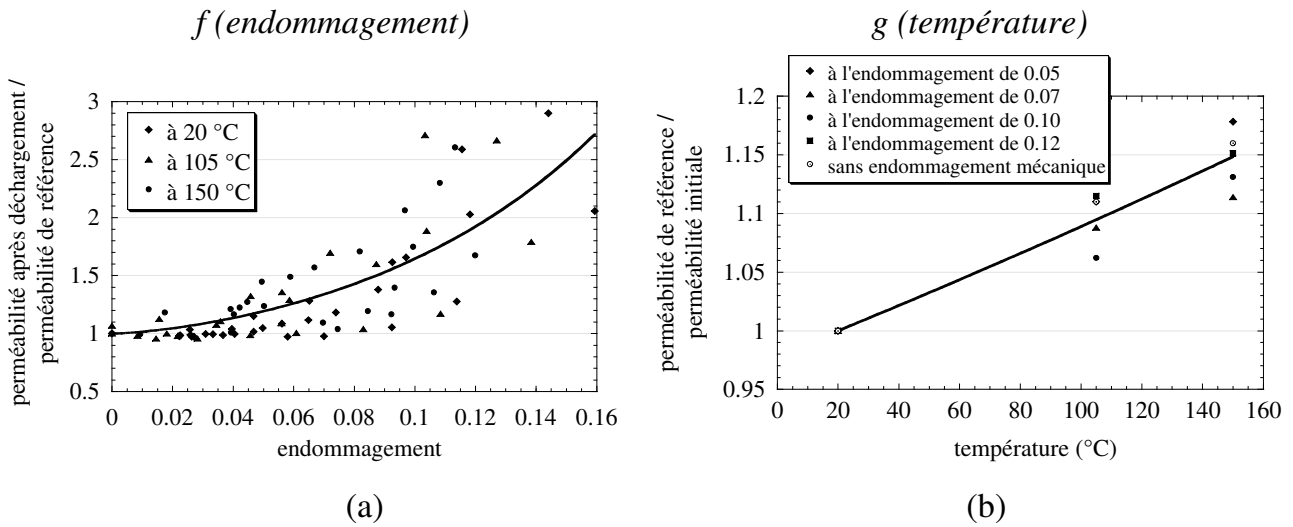 f (endommagement)
perméabilité après déchargement /
perméabilité de référence
3
2.5
2
1.5
1
0.5
à 20 °C
à 105 °C
à 150 °C
0 0.02 0.04 0.06 0.08 0.1 0.12 0.14 0.16
endommagement
(a)
g (température)
perméabilité de référence /
perméabilité initiale
à l'endommagement de 0.05
à l'endommagement de 0.07
à l'endommagement de 0.10
à l'endommagement de 0.12
sans endommagement mécanique
1.2
1.15
1.1
1.05
1
0.95
0 20 40 60 80 100 120 140 160
température (°C)
(b)